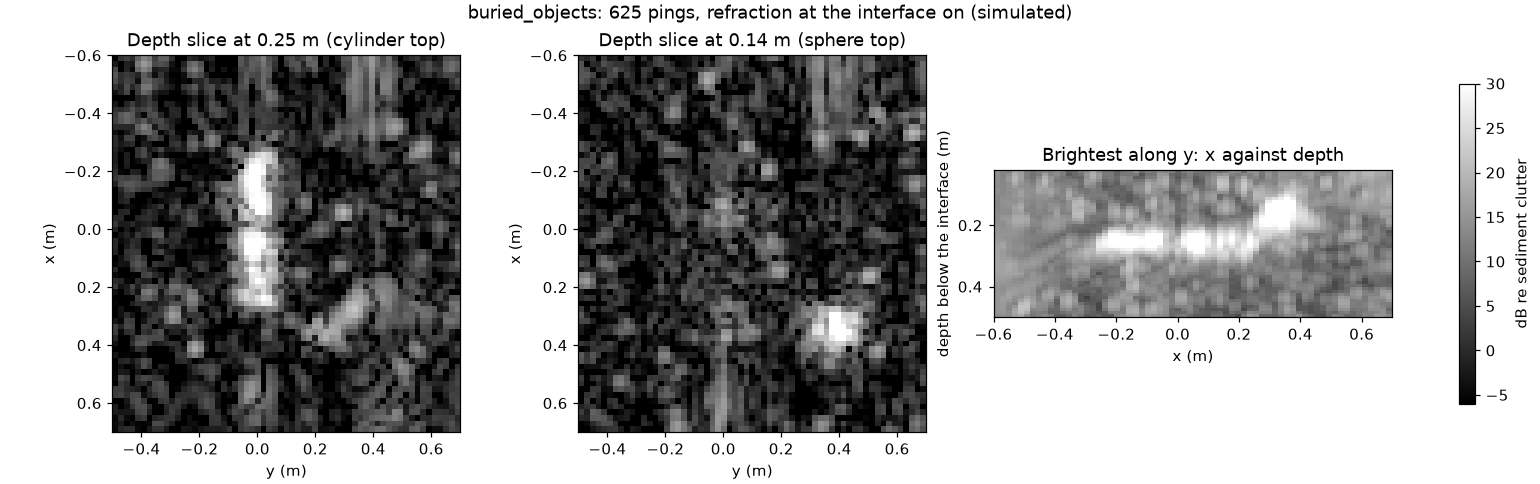 buried_objects: 625 pings, refraction at the interface on (simulated)
Depth slice at 0.25 m (cylinder top)
−0.6
−0.4
−0.2
0.0
0.2
0.4
0.6
x (m)
−0.4 −0.2 0.0 0.2 0.4 0.6
y (m)
Depth slice at 0.14 m (sphere top)
−0.6
−0.4
−0.2
0.0
0.2
0.4
0.6
x (m)
−0.4 −0.2 0.0 0.2 0.4 0.6
y (m)
Brightest along y: x against depth
depth below the interface (m)
0.2
0.4
−0.6 −0.4 −0.2 0.0 0.2 0.4 0.6
x (m)
30
25
20
15
10
5
0
−5
dB re sediment clutter